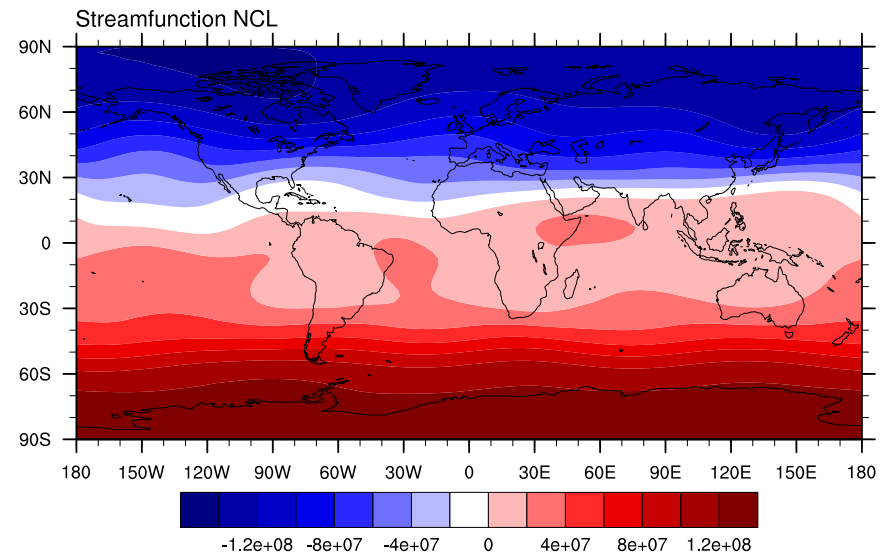 Streamfunction NCL
90N
60N
30N
0
30S
60S
90S
180 150W 120W 90W 60W 30W 0 30E 60E 90E 120E 150E 180
-1.2e+08 -8e+07 -4e+07 0 4e+07 8e+07 1.2e+08